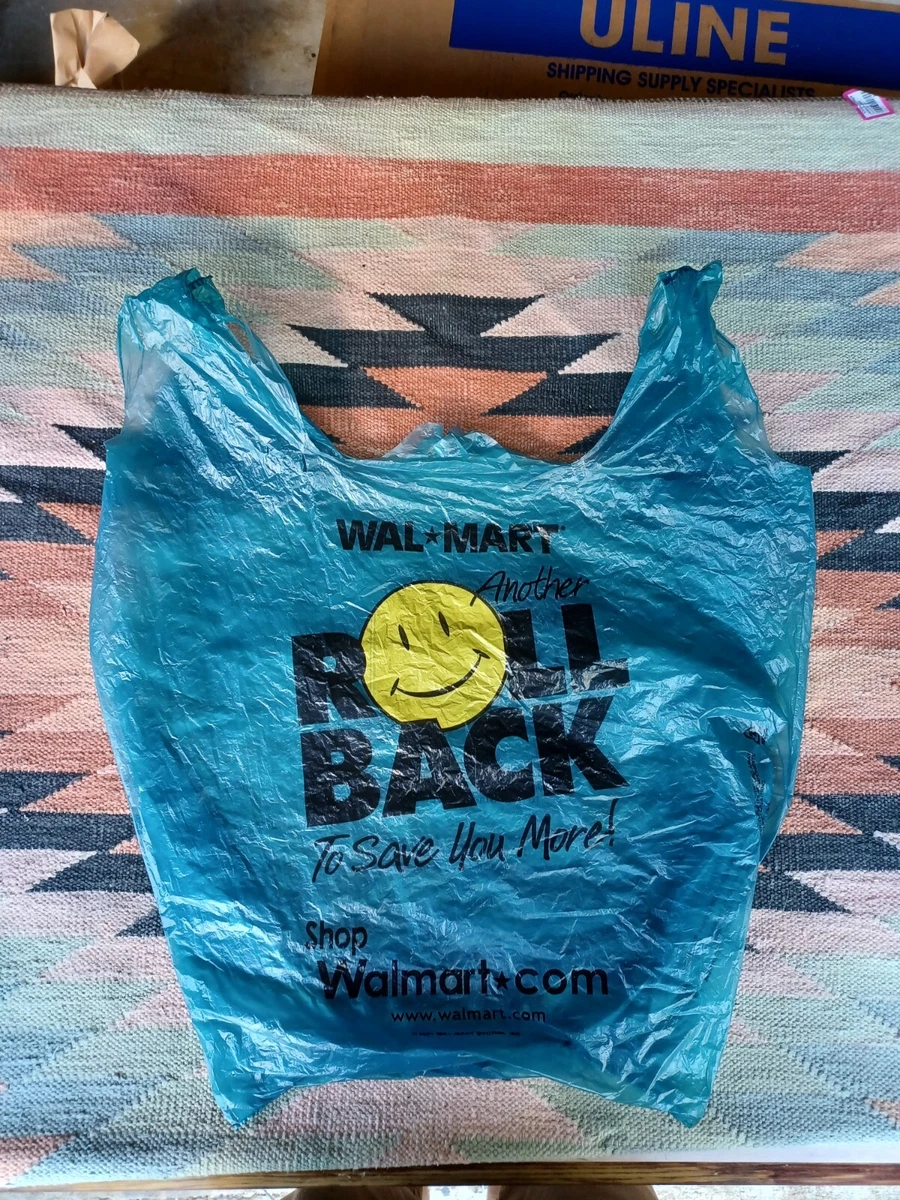 ULINE
SHIPPING SUPPLY SPECIALISTS
WAL★MART®
Another
ROLL
BACK
To Save You More!
Shop
Walmart★com
www.walmart.com